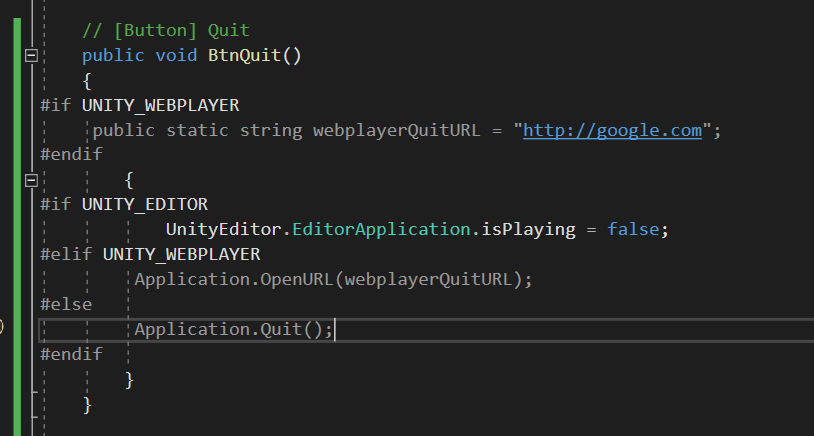 // [Button] Quit
public void BtnQuit()
{
#if UNITY_WEBPLAYER
public static string webplayerQuitURL = "http://google.com";
#endif
{
#if UNITY_EDITOR
UnityEditor.EditorApplication.isPlaying = false;
#elif UNITY_WEBPLAYER
Application.OpenURL(webplayerQuitURL);
#else
Application.Quit();
#endif
}
}